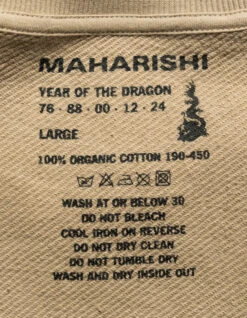 MAHARISHI
YEAR OF THE DRAGON
76 · 88 · 00 · 12 · 24
LARGE
100% ORGANIC COTTON 190-450
WASH AT OR BELOW 30
DO NOT BLEACH
COOL IRON ON REVERSE
DO NOT DRY CLEAN
DO NOT TUMBLE DRY
WASH AND DRY INSIDE OUT